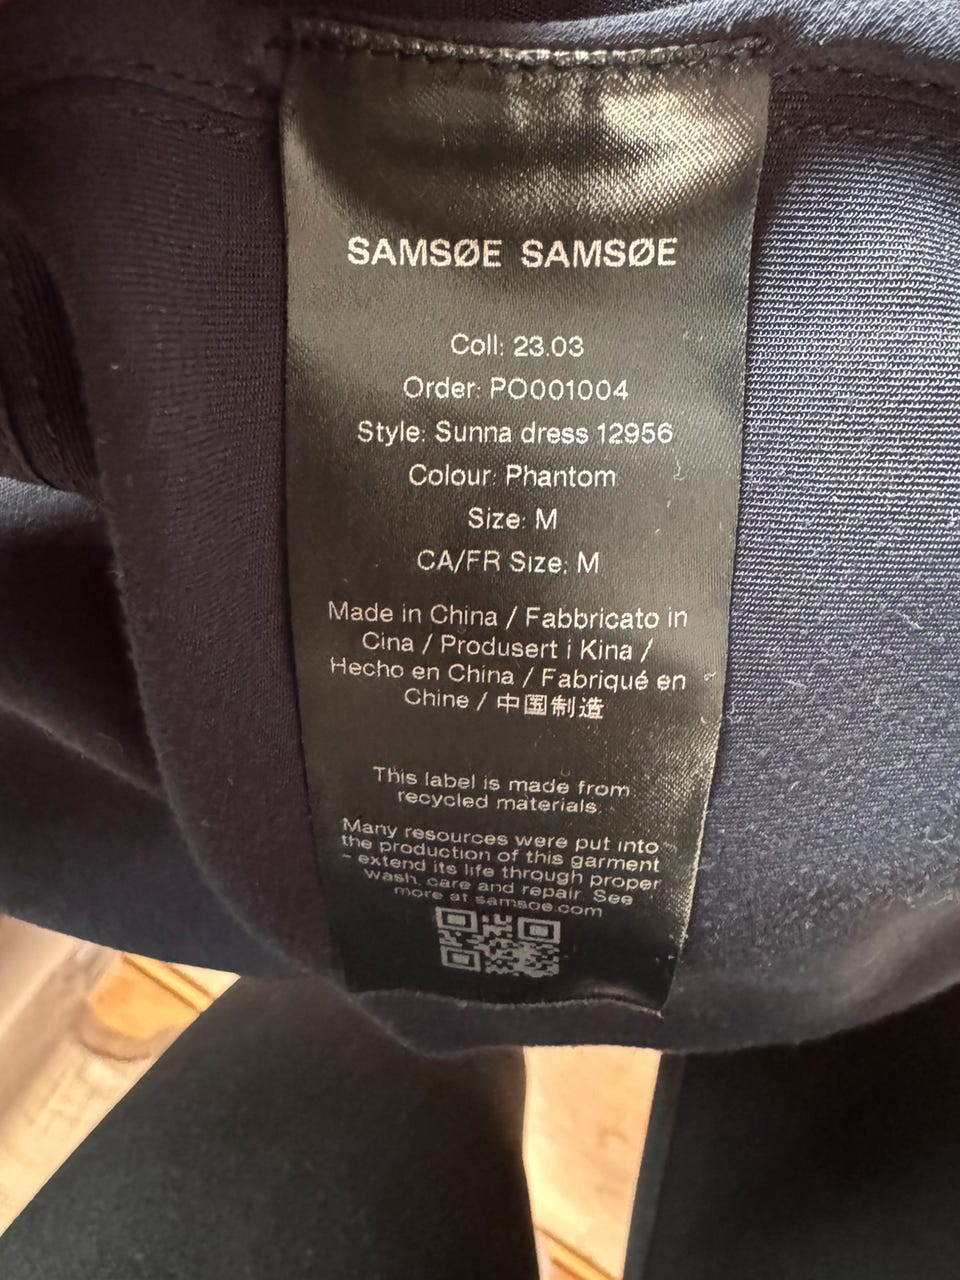 SAMSØE SAMSØE
Coll: 23.03
Order: PO001004
Style: Sunna dress 12956
Colour: Phantom
Size: M
CA/FR Size: M
Made in China / Fabbricato in
Cina / Produsert i Kina /
Hecho en China / Fabriqué en
Chine / 中国制造
This label is made from
recycled materials.
Many resources were put into
the production of this garment
- extend its life through proper
wash, care and repair. See
more at samsoe.com